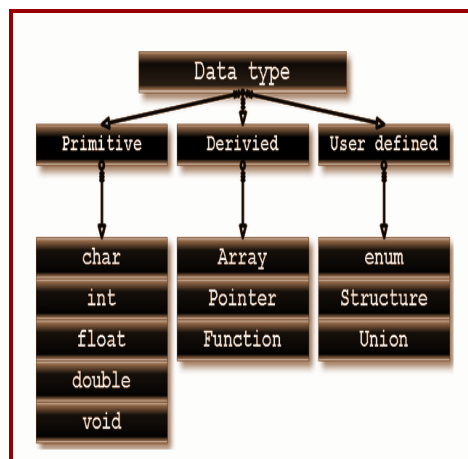 Data type
Primitive
Derivied
User defined
char
int
float
double
void
Array
Pointer
Function
enum
Structure
Union